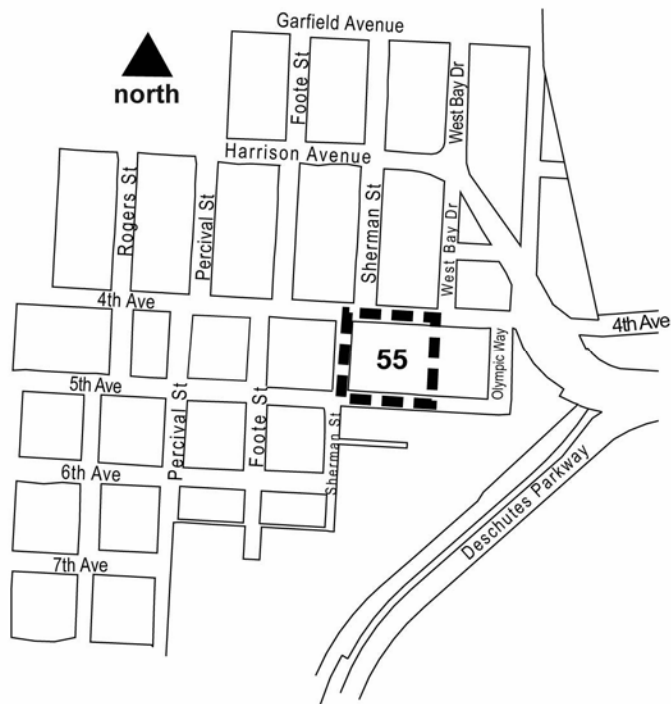 Garfield Avenue
north
Foote St
West Bay Dr
Harrison Avenue
Rogers St
Percival St
Sherman St
West Bay Dr
4th Ave
4th Ave
55
Olympic Way
5th Ave
Percival St
Foote St
Sherman St
6th Ave
Deschutes Parkway
7th Ave